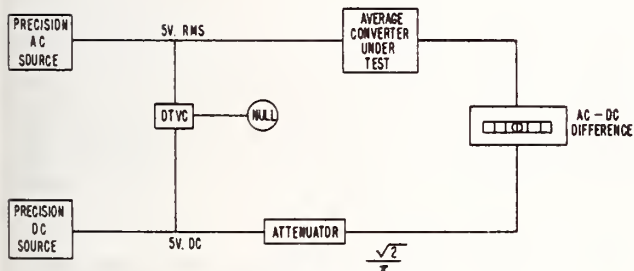 PRECISION
AC
SOURCE
5V. RMS
AVERAGE
CONVERTER
UNDER
TEST
DTVC
NULL
AC-DC
DIFFERENCE
PRECISION
DC
SOURCE
5V. DC
ATTENUATOR
√2
π